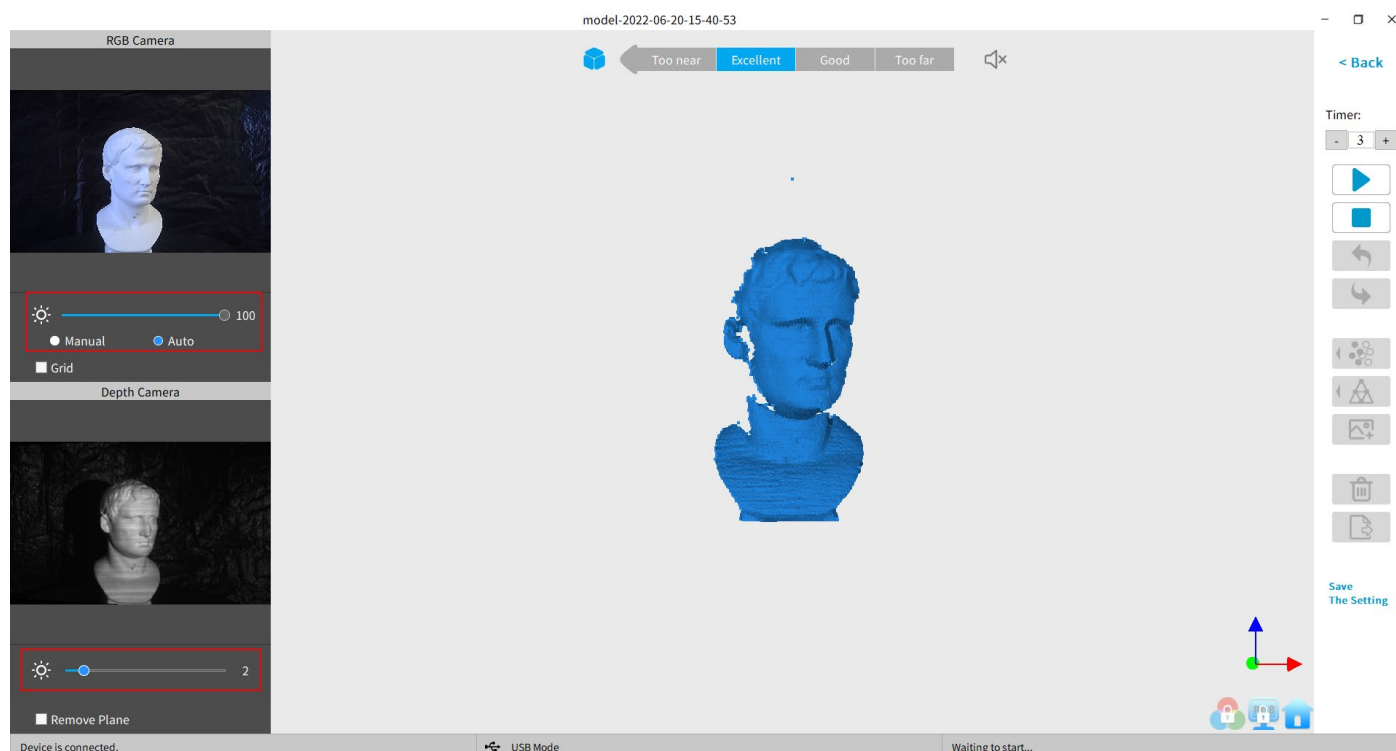 model-2022-06-20-15-40-53
RGB Camera
Too near Excellent Good Too far
< Back
Timer:
- 3 +
100
Manual Auto
Grid
Depth Camera
2
Remove Plane
Save
The Setting
RGB
Device is connected.
USB Mode
Waiting to start...